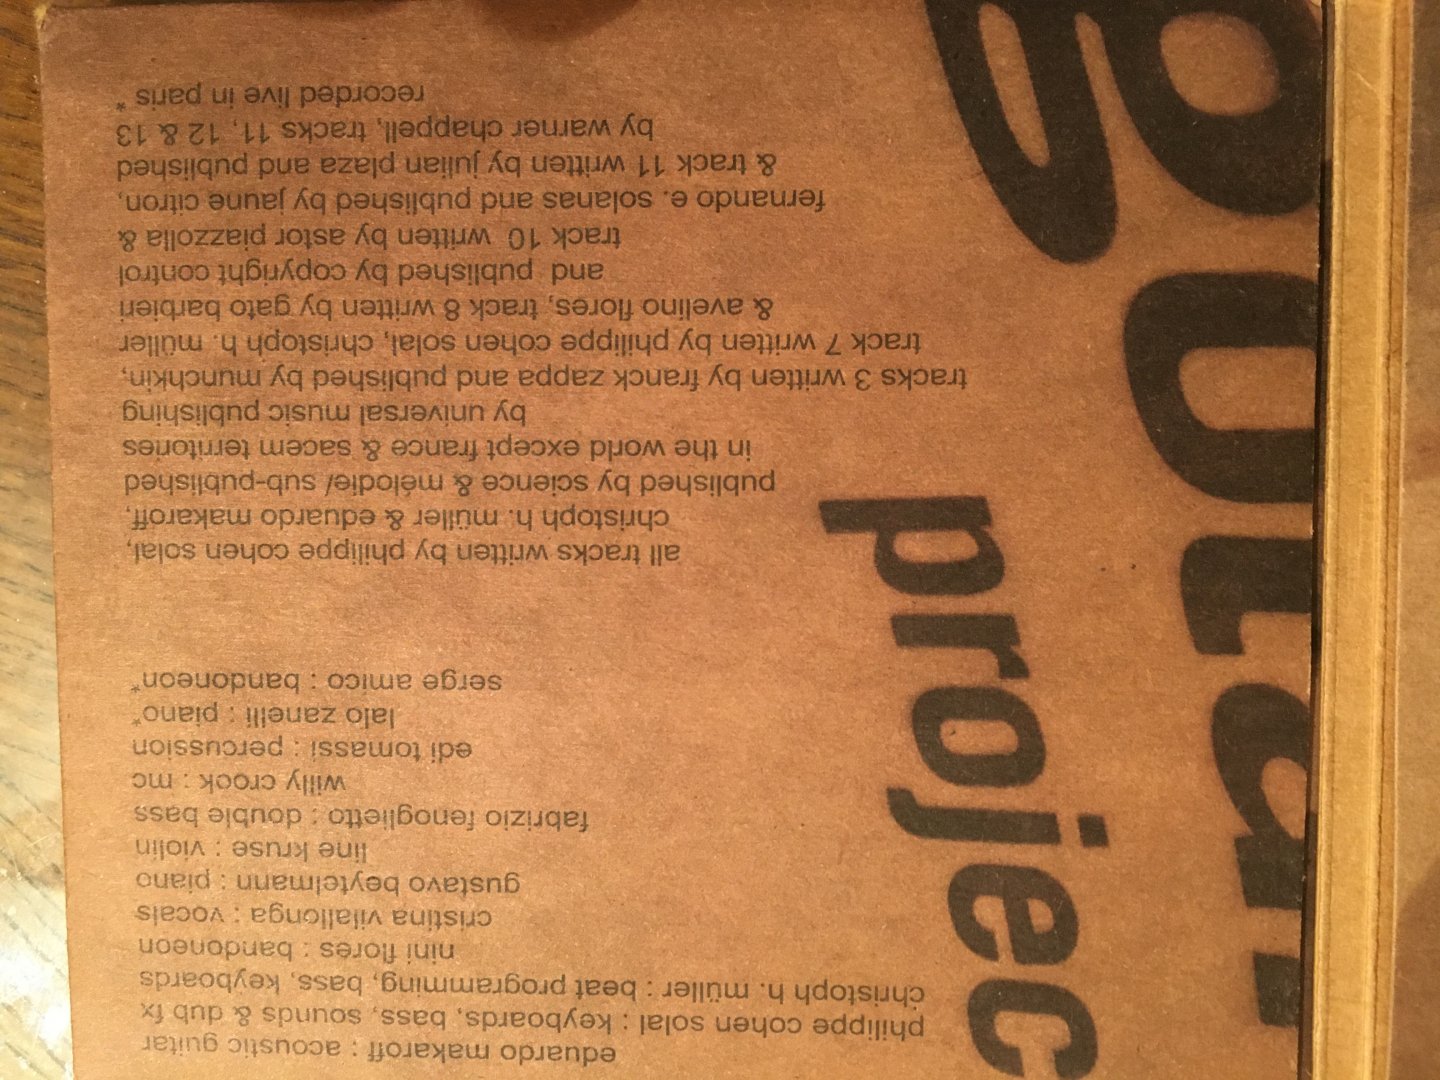 eduardo makaroff : acoustic guitar
philippe cohen solal : keyboards, bass, sounds & dub fx
christoph h. müller : beat programming, bass, keyboards
nini flores : bandoneon
cristina vilallonga : vocals
gustavo beytelmann : piano
line kruse : violin
fabrizio fenoglietto : double bass
willy crook : mc
edi tomassi : percussion
lalo zanelli : piano*
serge amico : bandoneon*
all tracks written by philippe cohen solal,
christoph h. müller & eduardo makaroff,
published by science & mélodie/ sub-published
in the world except france & sacem territories
by universal music publishing
tracks 3 written by franck zappa and published by munchkin,
track 7 written by philippe cohen solal, christoph h. müller
& avelino flores, track 8 written by gato barbieri
and published by copyright control
track 10 written by astor piazzolla &
fernando e. solanas and published by jaune citron,
& track 11 written by julian plaza and published
by warner chappell, tracks 11, 12 & 13
recorded live in paris *
gotan
projec